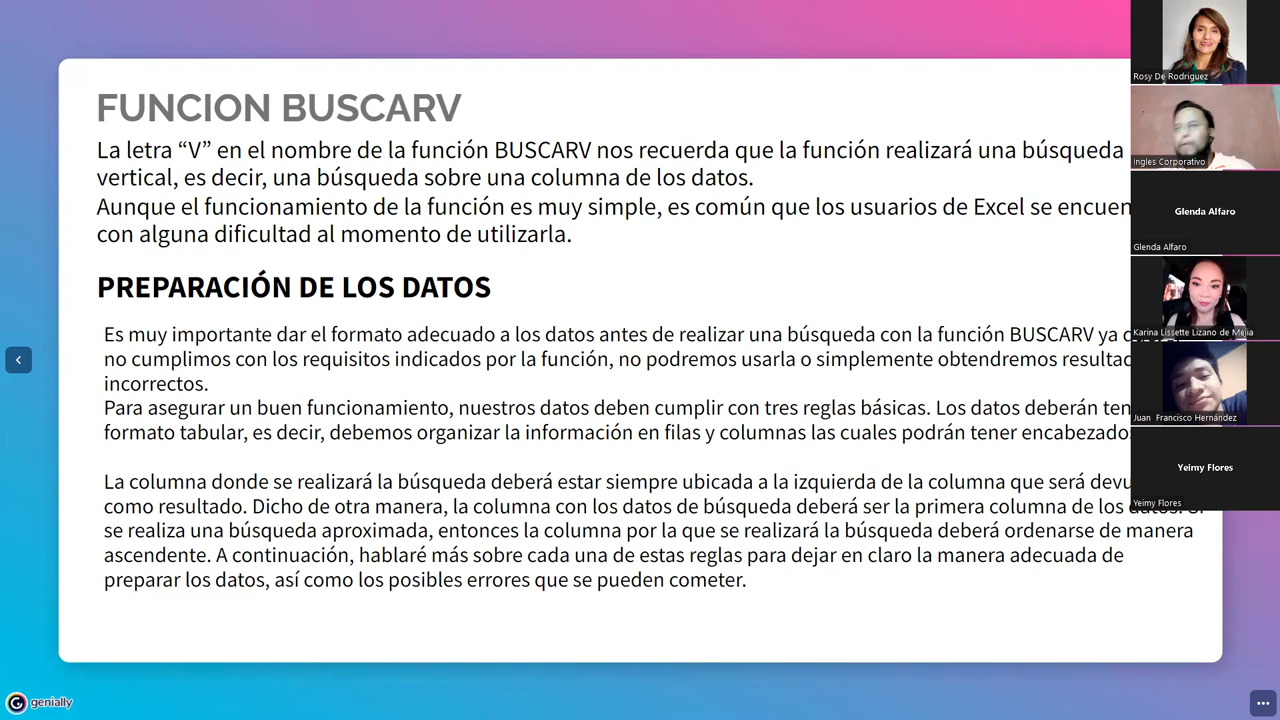 FUNCION BUSCARV
La letra “V” en el nombre de la función BUSCARV nos recuerda que la función realizará una búsqueda
vertical, es decir, una búsqueda sobre una columna de los datos.
Aunque el funcionamiento de la función es muy simple, es común que los usuarios de Excel se
con alguna dificultad al momento de utilizarla.
PREPARACIÓN DE LOS DATOS
Es muy importante dar el formato adecuado a los datos antes de realizar una búsqueda con la función BUSCARV ya
no cumplimos con los requisitos indicados por la función, no podremos usarla o simplemente obtendremos
incorrectos.
Para asegurar un buen funcionamiento, nuestros datos deben cumplir con tres reglas básicas. Los datos deberán
formato tabular, es decir, debemos organizar la información en filas y columnas las cuales podrán tener encabezados
La columna donde se realizará la búsqueda deberá estar siempre ubicada a la izquierda de la columna que será
como resultado. Dicho de otra manera, la columna con los datos de búsqueda deberá ser la primera columna de los datos. Si
se realiza una búsqueda aproximada, entonces la columna por la que se realizará la búsqueda deberá ordenarse de manera
ascendente. A continuación, hablaré más sobre cada una de estas reglas para dejar en claro la manera adecuada de
preparar los datos, así como los posibles errores que se pueden cometer.
Rosy De Rodriguez
Ingles Corporativo
Glenda Alfaro
Glenda Alfaro
Karina Lissette Lizano de Mejia
Juan Francisco Hernández
Yeimy Flores
Yeimy Flores
genially